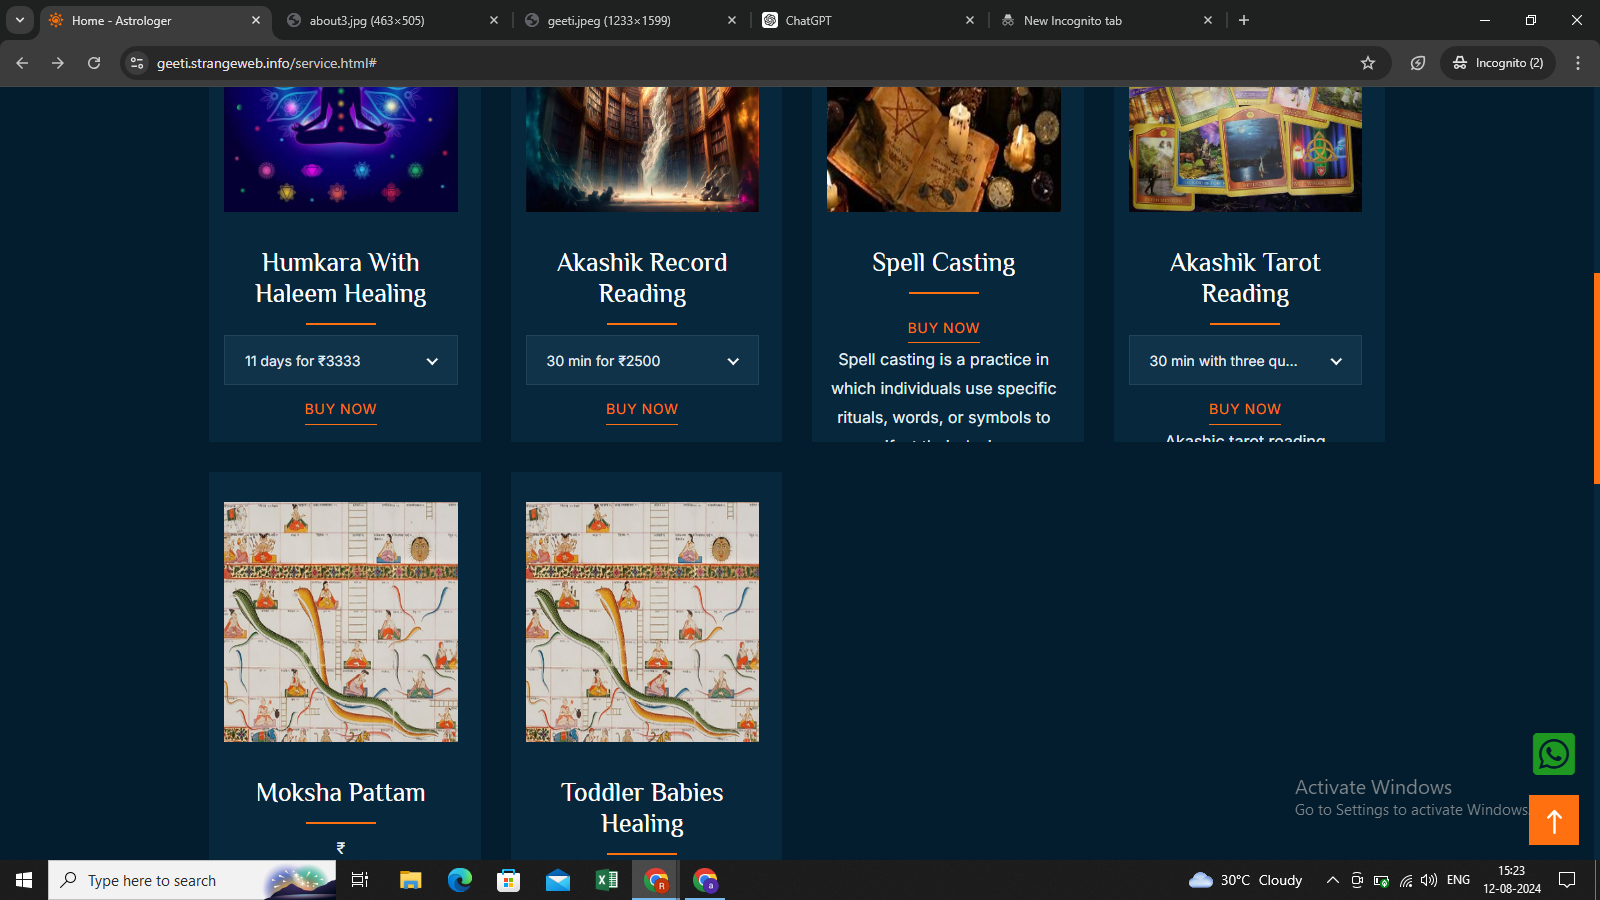 Home - Astrologer
about3.jpg (463×505)
geeti.jpeg (1233×1599)
ChatGPT
New Incognito tab
geeti.strangeweb.info/service.html#
Incognito (2)
Humkara With
Haleem Healing
11 days for ₹3333
BUY NOW
Akashik Record
Reading
30 min for ₹2500
BUY NOW
Spell Casting
BUY NOW
Spell casting is a practice in
which individuals use specific
rituals, words, or symbols to
Akashik Tarot
Reading
30 min with three qu...
BUY NOW
Akashic tarot reading
Moksha Pattam
₹
Toddler Babies
Healing
Activate Windows
Go to Settings to activate Windows
Type here to search
30°C Cloudy
ENG
15:23
12-08-2024